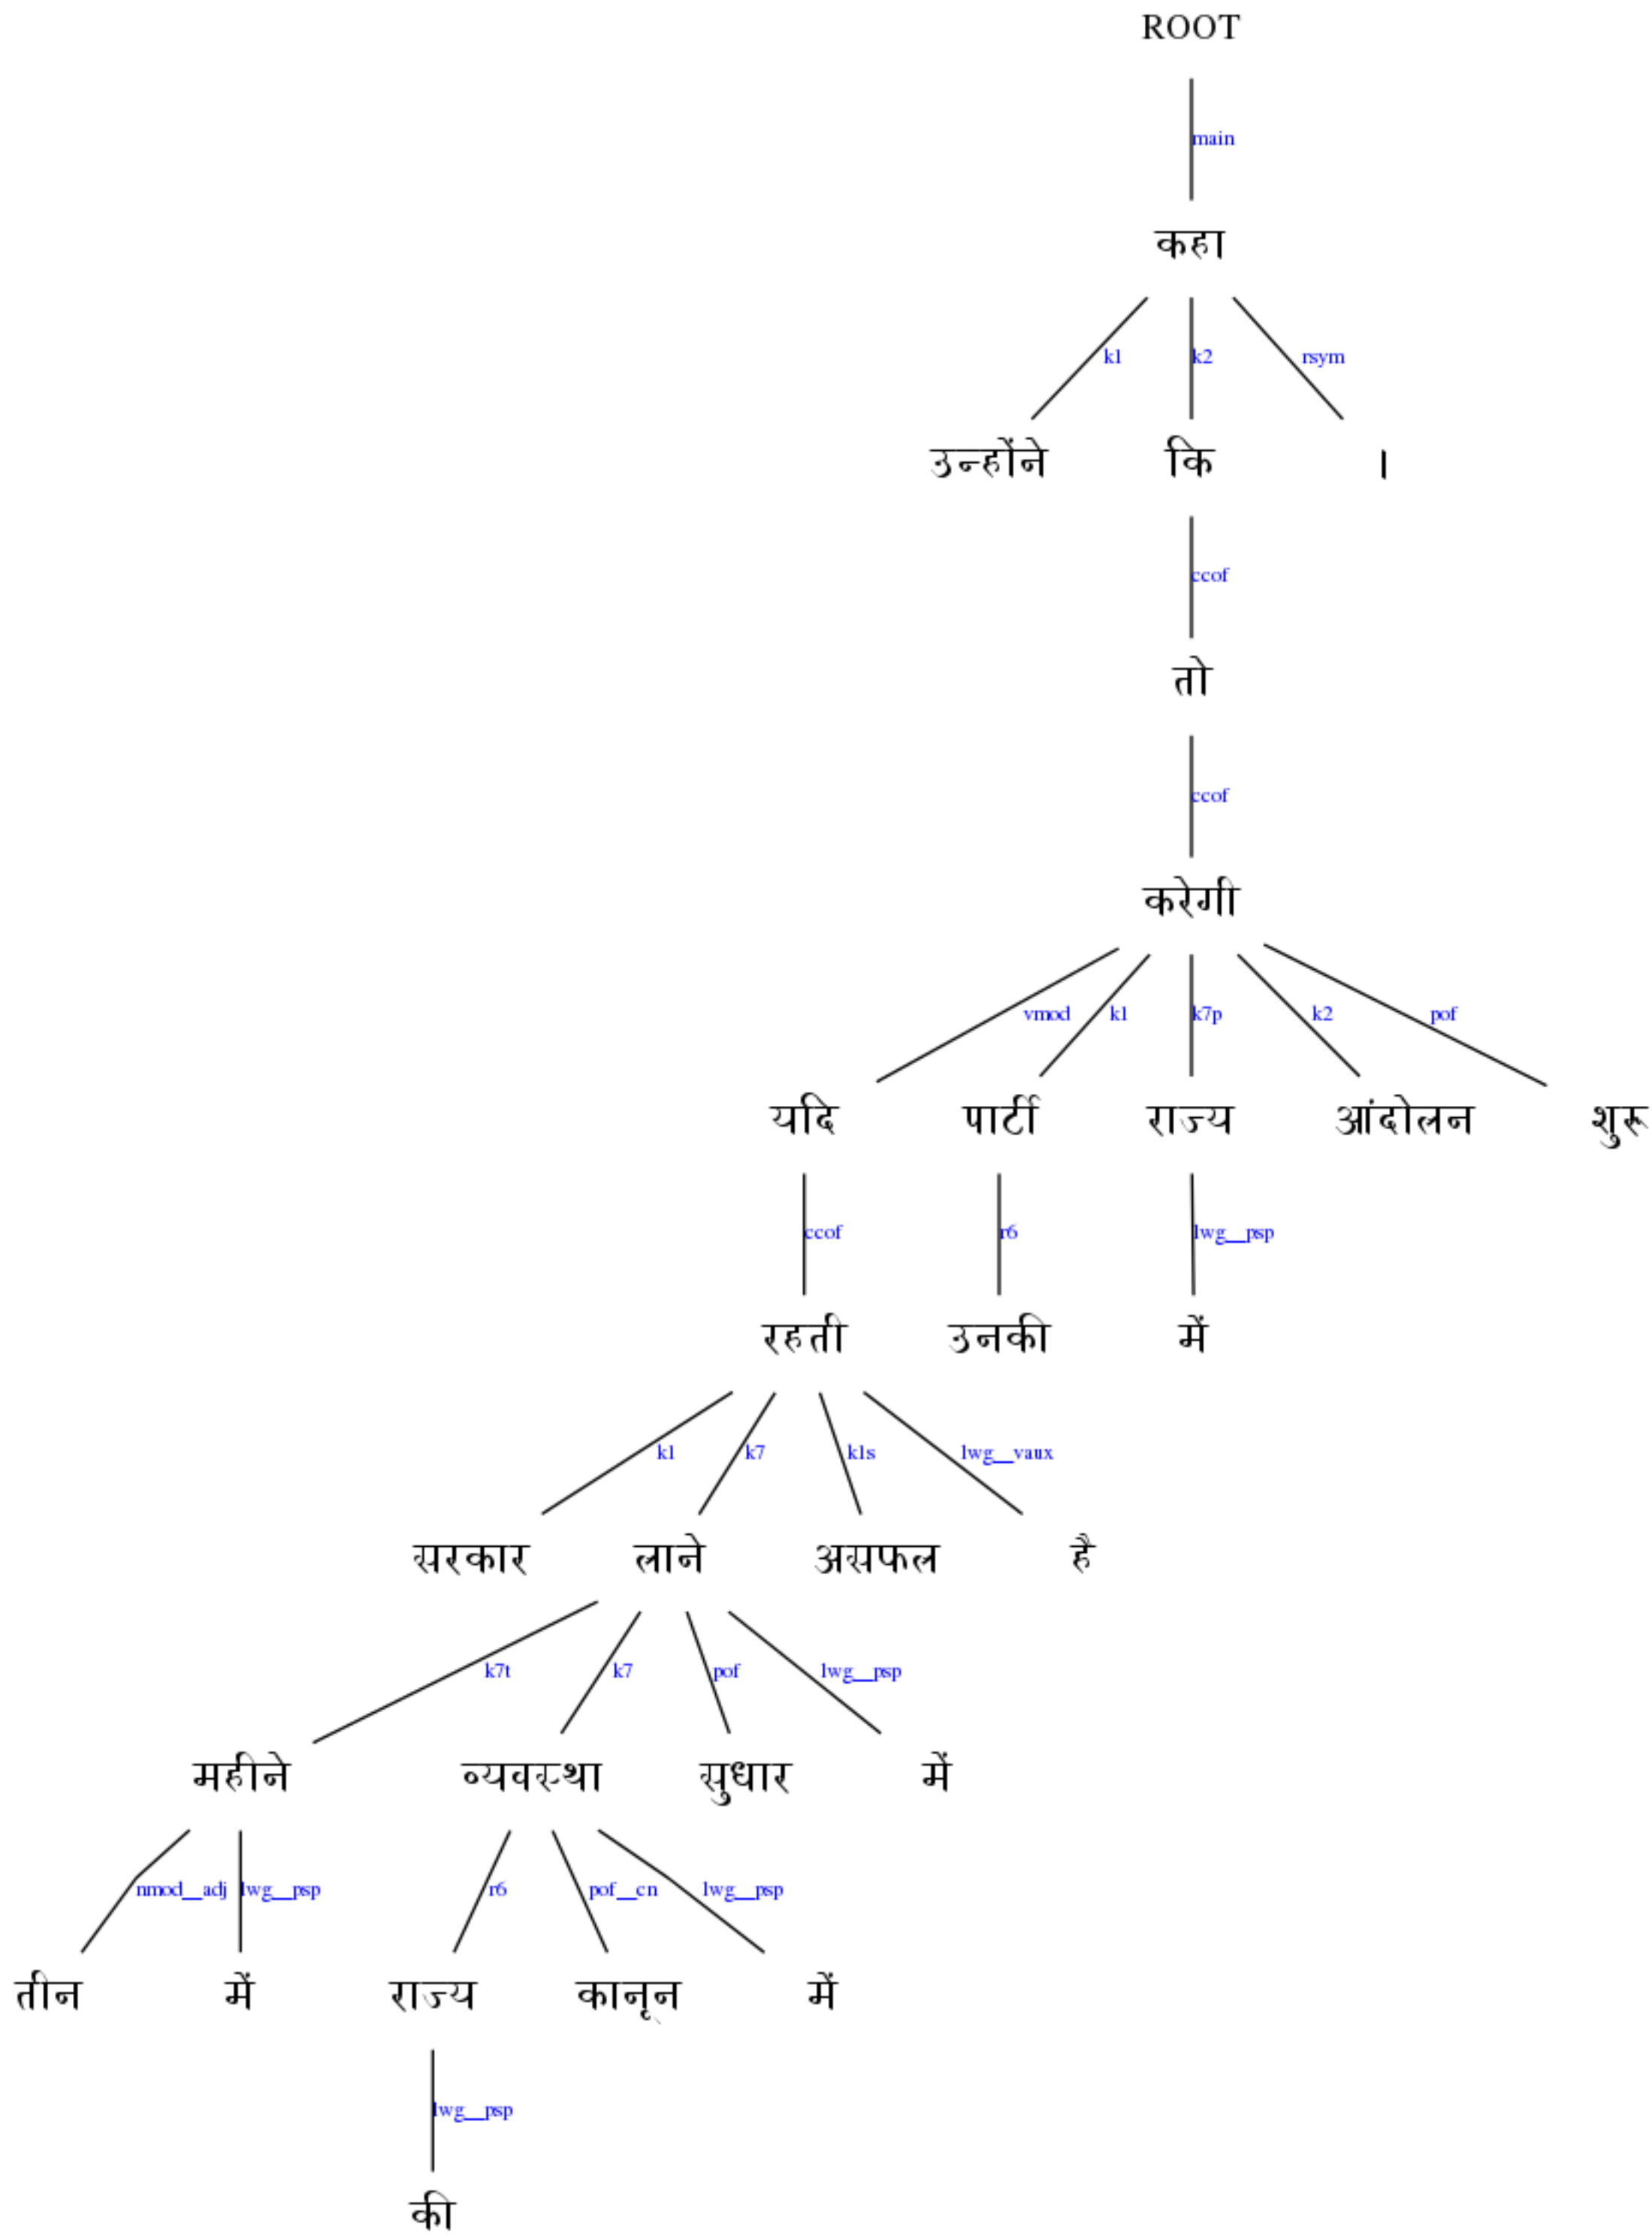 ROOT
main
कहा
k1 k2 rsym
उन्होंने कि ।
ccof
तो
ccof
करेगी
vmod k1 k7p k2 pof
यदि पार्टी राज्य आंदोलन शुरू
ccof r6 lwg__psp
रहती उनकी में
k1 k7 k1s lwg__vaux
सरकार लाने असफल है
k7t k7 pof lwg__psp
महीने व्यवस्था सुधार में
nmod__adj lwg__psp r6 pof__cn lwg__psp
तीन में राज्य कानून में
lwg__psp
की